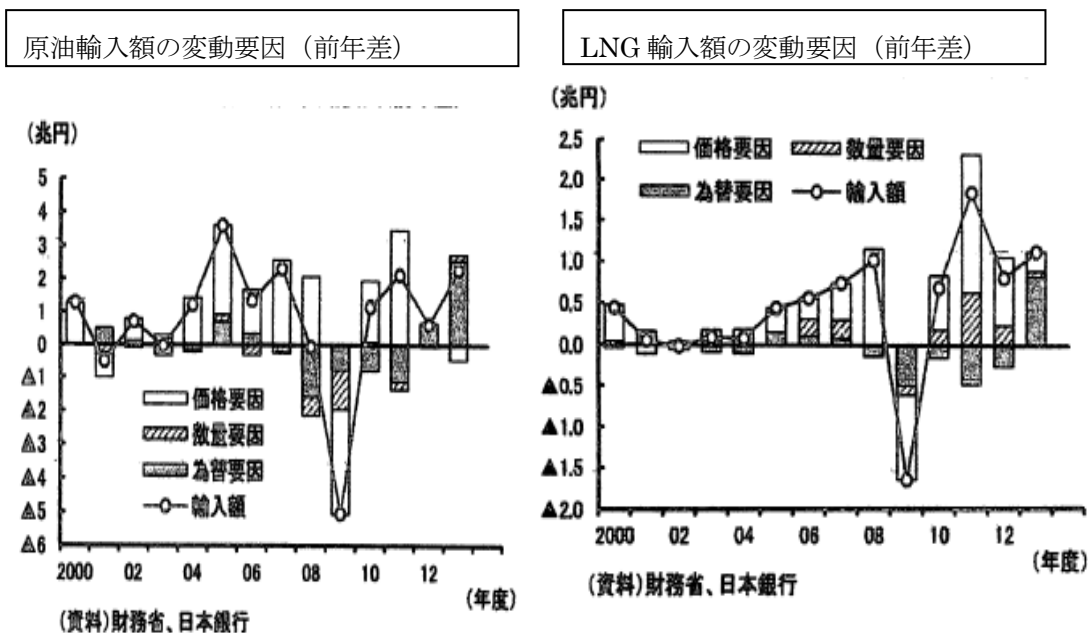 原油輸入額の変動要因（前年差）
(兆円)
5
4
3
2
1
0
△1
△2
△3
△4
△5
△6
価格要因
数量要因
為替要因
輸入額
2000 02 04 06 08 10 12
(年度)
(資料)財務省、日本銀行
LNG 輸入額の変動要因（前年差）
(兆円)
2.5
2.0
1.5
1.0
0.5
0.0
▲0.5
▲1.0
▲1.5
▲2.0
価格要因 数量要因
為替要因 輸入額
2000 02 04 06 08 10 12
(年度)
(資料)財務省、日本銀行